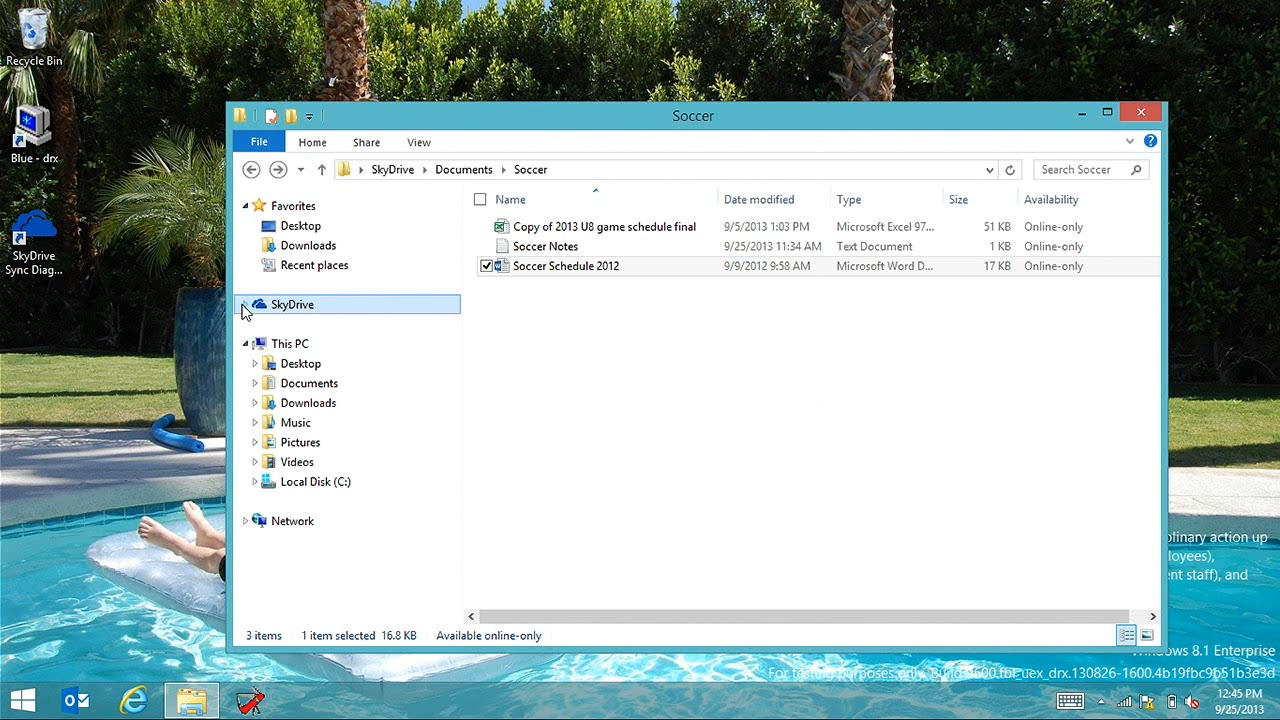 Recycle Bin
Blue - drx
SkyDrive
Sync Diag...
Soccer
File Home Share View
SkyDrive Documents Soccer
Search Soccer
Name Date modified Type Size Availability
Copy of 2013 U8 game schedule final 9/5/2013 1:03 PM Microsoft Excel 97... 51 KB Online-only
Soccer Notes 9/25/2013 11:34 AM Text Document 1 KB Online-only
Soccer Schedule 2012 9/9/2012 9:58 AM Microsoft Word D... 17 KB Online-only
Favorites
Desktop
Downloads
Recent places
SkyDrive
This PC
Desktop
Documents
Downloads
Music
Pictures
Videos
Local Disk (C:)
Network
3 items 1 item selected 16.8 KB Available online-only
plinary action up
loyees),
nt staff), and
Windows 8.1 Enterprise
For testing purposes only.
12:45 PM
9/25/2013